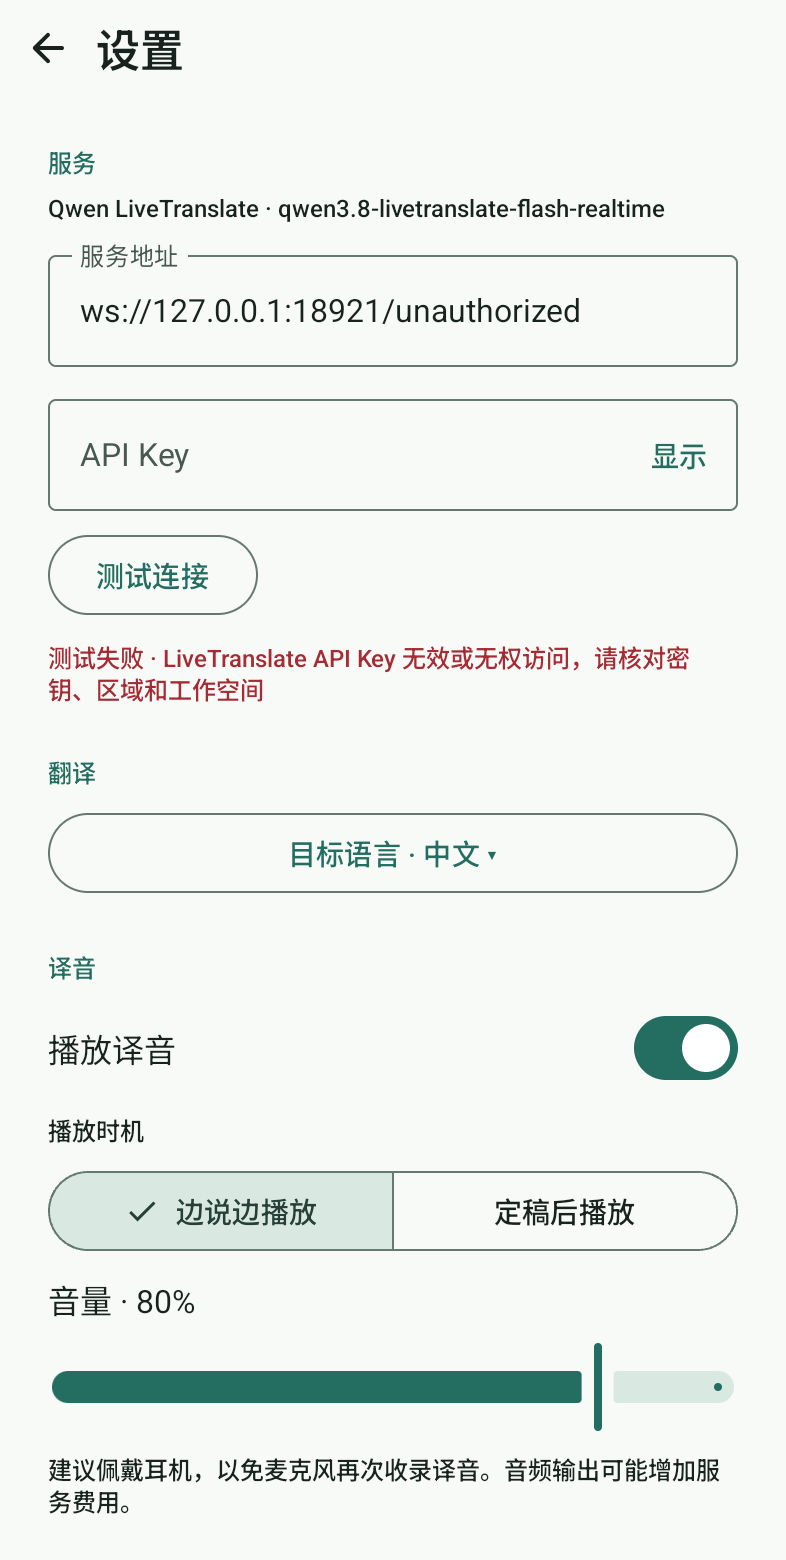 设置
服务
Qwen LiveTranslate · qwen3.8-livetranslate-flash-realtime
服务地址
ws://127.0.0.1:18921/unauthorized
API Key 显示
测试连接
测试失败 · LiveTranslate API Key 无效或无权访问，请核对密
钥、区域和工作空间
翻译
目标语言 · 中文 ▾
译音
播放译音
播放时机
边说边播放 定稿后播放
音量 · 80%
建议佩戴耳机，以免麦克风再次收录译音。音频输出可能增加服
务费用。